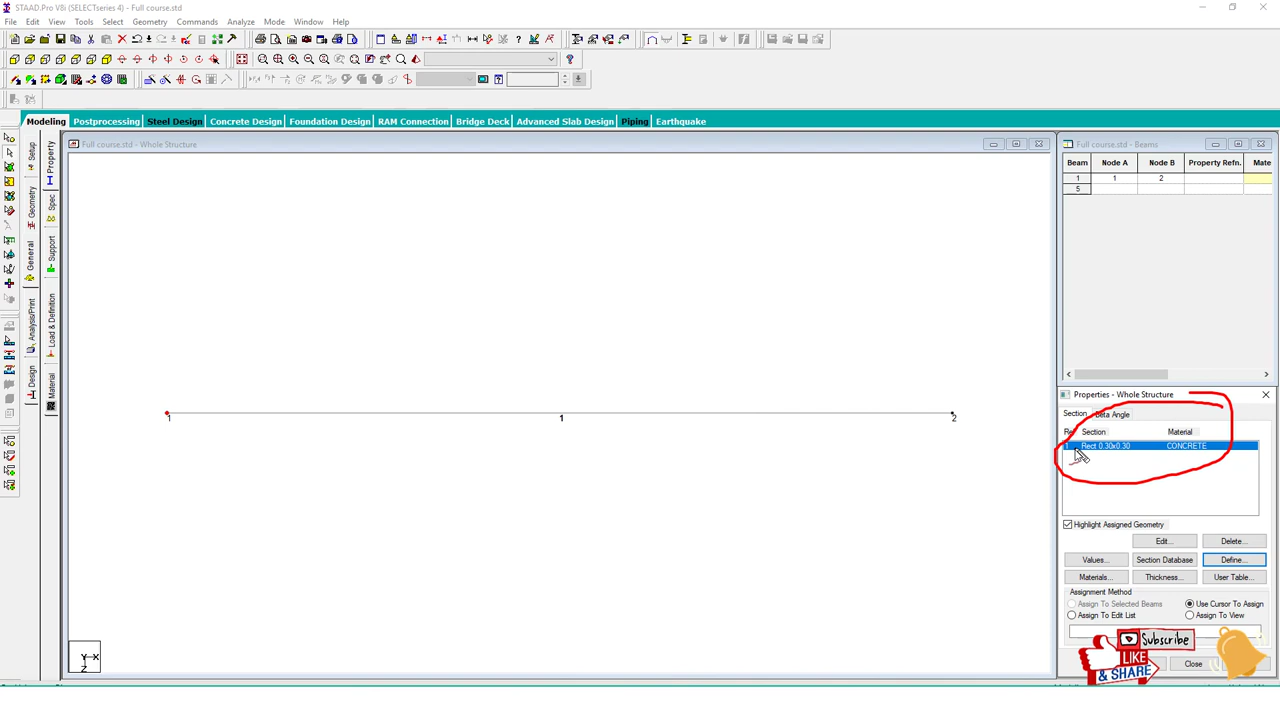 STAAD.Pro V8i (SELECTseries 4) - Full course.std
File Edit View Tools Select Geometry Commands Analyze Mode Window Help
Modeling Postprocessing Steel Design Concrete Design Foundation Design RAM Connection Bridge Deck Advanced Slab Design Piping Earthquake
Setup
Geometry
General
Analysis/Print
Design
Property
Spec
Support
Load & Definition
Material
Full course.std - Whole Structure
1
1
2
Y X
Z
Full course.std - Beams
Beam Node A Node B Property Refn. Mate
1 1 2
5
Properties - Whole Structure
Section Beta Angle
Section Material
1 Rect 0.30x0.30 CONCRETE
Highlight Assigned Geometry
Edit... Delete...
Values... Section Database Define...
Materials... Thickness... User Table...
Assignment Method
Assign To Selected Beams Use Cursor To Assign
Assign To Edit List Assign To View
Close
Subscribe
LIKE
& SHARE